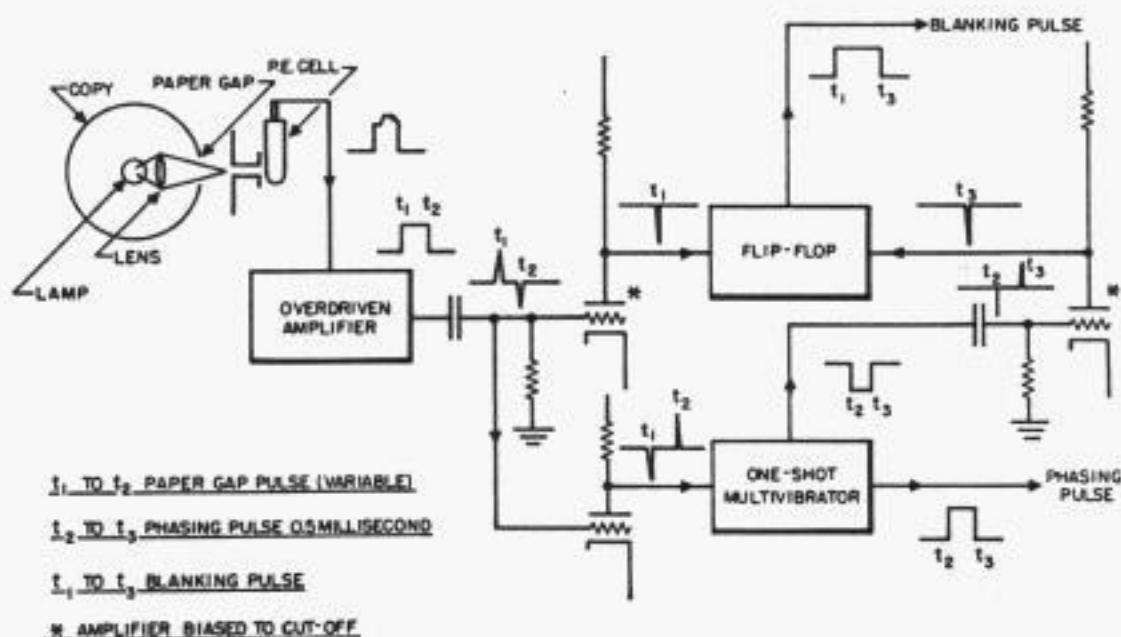 BLANKING PULSE
t₁ t₃
COPY
PAPER GAP
P.E. CELL
LENS
LAMP
t₁ t₂
OVERDRIVEN
AMPLIFIER
t₁
t₂
*
t₁
FLIP-FLOP
t₃
t₂
t₃
*
t₂ t₃
t₁
t₂
ONE-SHOT
MULTIVIBRATOR
PHASING
PULSE
t₂ t₃
t₁ TO t₂ PAPER GAP PULSE (VARIABLE)
t₂ TO t₃ PHASING PULSE 0.5 MILLISECOND
t₁ TO t₃ BLANKING PULSE
* AMPLIFIER BIASED TO CUT-OFF